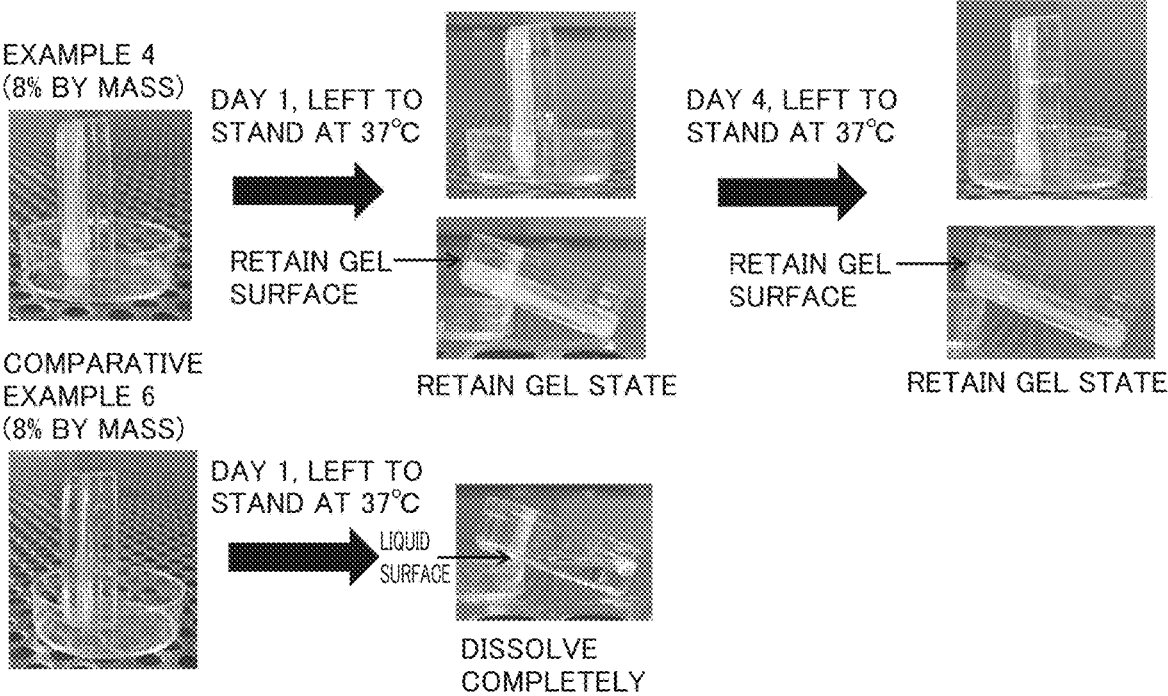 EXAMPLE 4
(8% BY MASS)
DAY 1, LEFT TO
STAND AT 37°C
DAY 4, LEFT TO
STAND AT 37°C
RETAIN GEL
SURFACE
RETAIN GEL
SURFACE
RETAIN GEL STATE
RETAIN GEL STATE
COMPARATIVE
EXAMPLE 6
(8% BY MASS)
DAY 1, LEFT TO
STAND AT 37°C
LIQUID
SURFACE
DISSOLVE
COMPLETELY